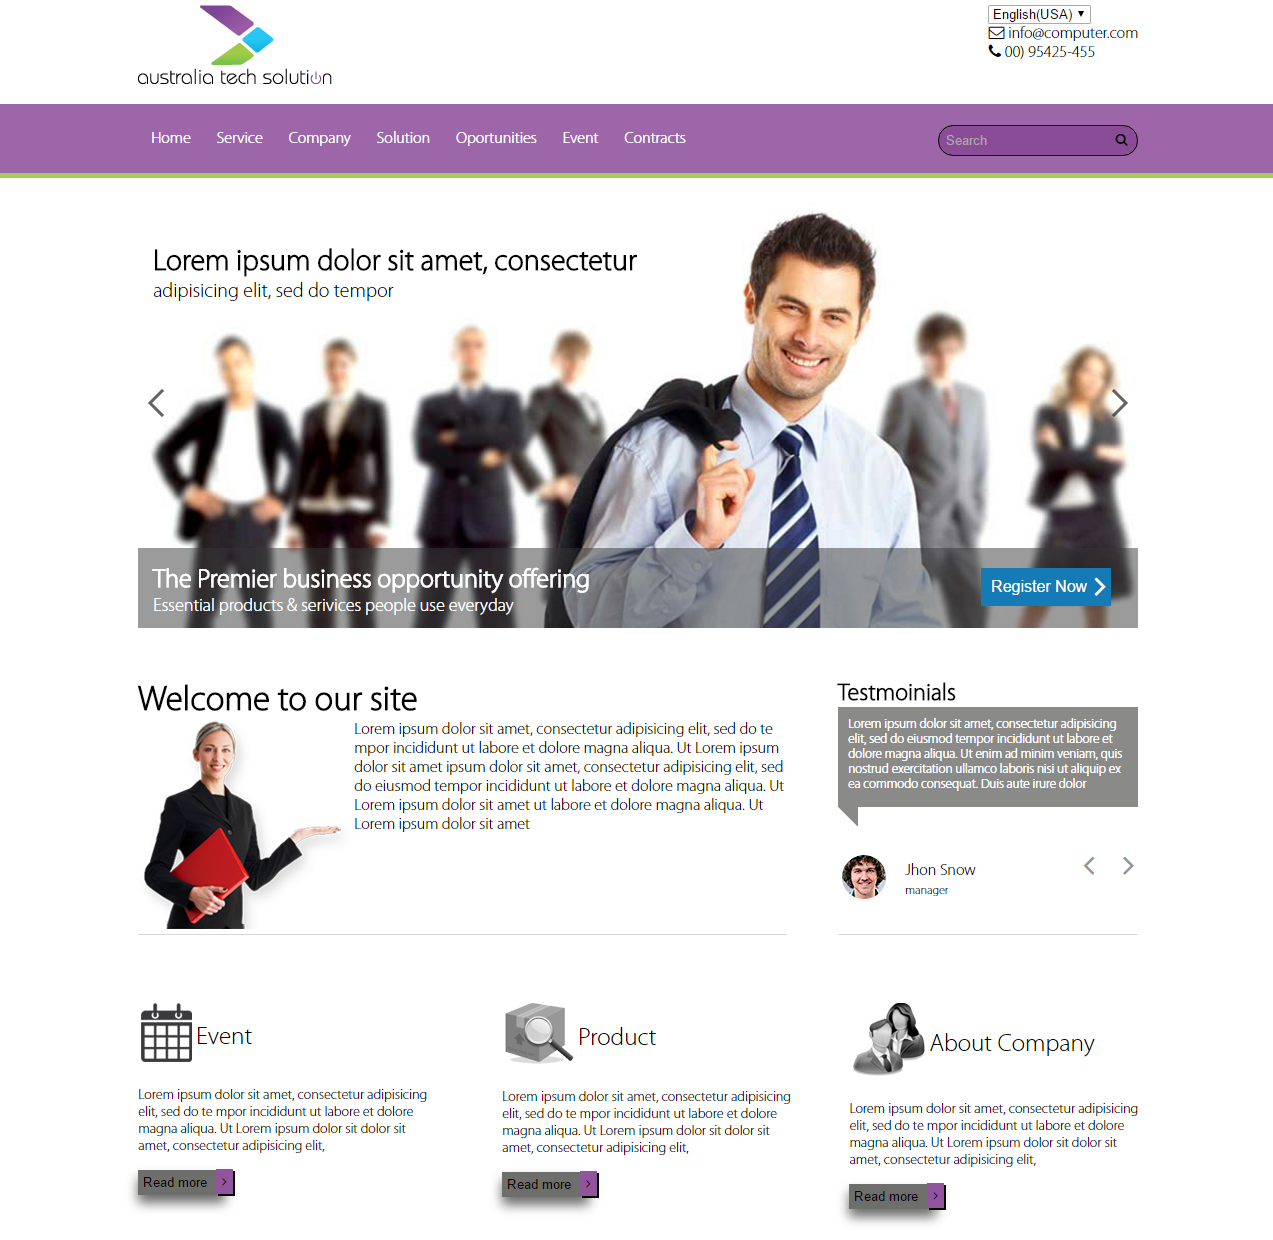 australia tech solution
English(USA)
info@computer.com
00) 95425-455
Home Service Company Solution Oportunities Event Contracts
Search
Lorem ipsum dolor sit amet, consectetur
adipisicing elit, sed do tempor
The Premier business opportunity offering
Essential products & serivices people use everyday
Register Now
Welcome to our site
Lorem ipsum dolor sit amet, consectetur adipisicing elit, sed do te
mpor incididunt ut labore et dolore magna aliqua. Ut Lorem ipsum
dolor sit amet ipsum dolor sit amet, consectetur adipisicing elit, sed
do eiusmod tempor incididunt ut labore et dolore magna aliqua. Ut
Lorem ipsum dolor sit amet ut labore et dolore magna aliqua. Ut
Lorem ipsum dolor sit amet
Testmoinials
Lorem ipsum dolor sit amet, consectetur adipisicing
elit, sed do eiusmod tempor incididunt ut labore et
dolore magna aliqua. Ut enim ad minim veniam, quis
nostrud exercitation ullamco laboris nisi ut aliquip ex
ea commodo consequat. Duis aute irure dolor
Jhon Snow
manager
Event
Lorem ipsum dolor sit amet, consectetur adipisicing
elit, sed do te mpor incididunt ut labore et dolore
magna aliqua. Ut Lorem ipsum dolor sit dolor sit
amet, consectetur adipisicing elit,
Read more
Product
Lorem ipsum dolor sit amet, consectetur adipisicing
elit, sed do te mpor incididunt ut labore et dolore
magna aliqua. Ut Lorem ipsum dolor sit dolor sit
amet, consectetur adipisicing elit,
Read more
About Company
Lorem ipsum dolor sit amet, consectetur adipisicing
elit, sed do te mpor incididunt ut labore et dolore
magna aliqua. Ut Lorem ipsum dolor sit dolor sit
amet, consectetur adipisicing elit,
Read more